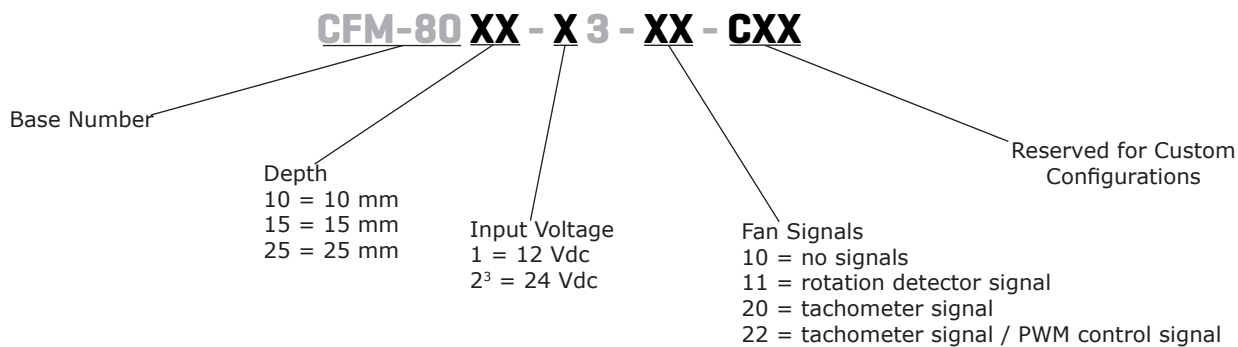 CFM-80 XX - X 3 - XX - CXX
Base Number
Depth
10 = 10 mm
15 = 15 mm
25 = 25 mm
Input Voltage
1 = 12 Vdc
2³ = 24 Vdc
Fan Signals
10 = no signals
11 = rotation detector signal
20 = tachometer signal
22 = tachometer signal / PWM control signal
Reserved for Custom
Configurations